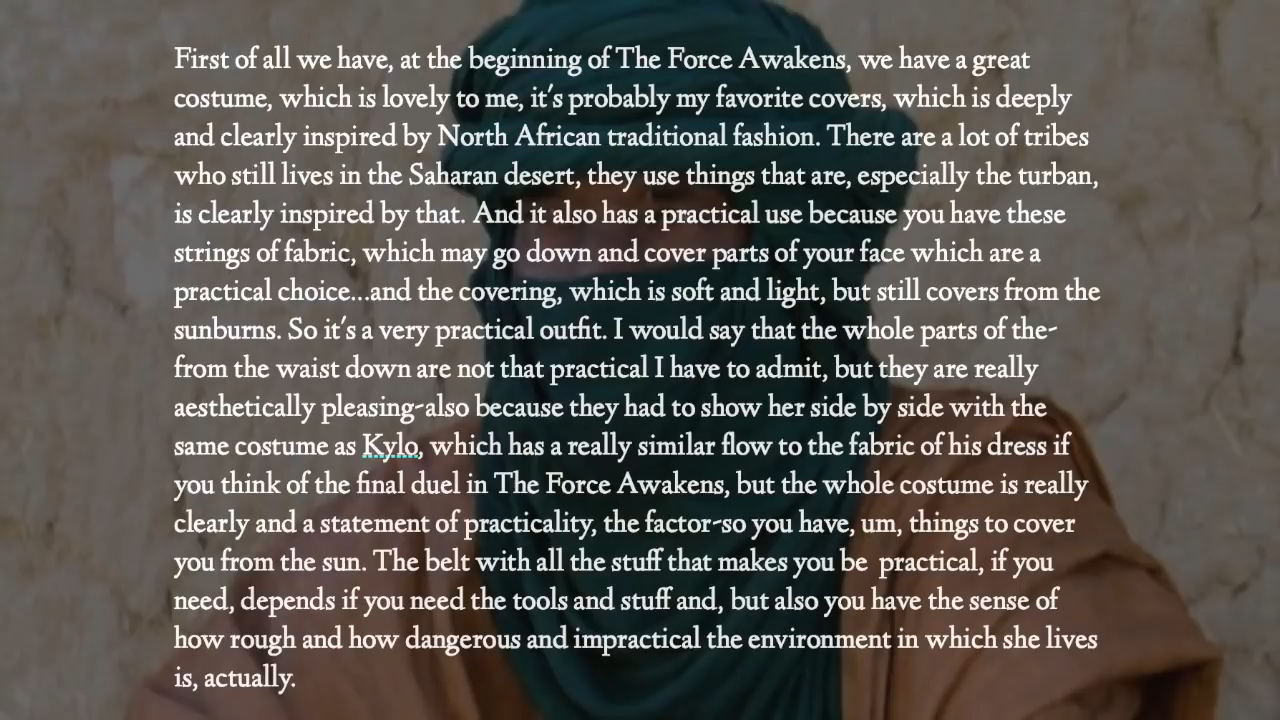 First of all we have, at the beginning of The Force Awakens, we have a great
costume, which is lovely to me, it's probably my favorite covers, which is deeply
and clearly inspired by North African traditional fashion. There are a lot of tribes
who still lives in the Saharan desert, they use things that are, especially the turban,
is clearly inspired by that. And it also has a practical use because you have these
strings of fabric, which may go down and cover parts of your face which are a
practical choice...and the covering, which is soft and light, but still covers from the
sunburns. So it's a very practical outfit. I would say that the whole parts of the-
from the waist down are not that practical I have to admit, but they are really
aesthetically pleasing-also because they had to show her side by side with the
same costume as Kylo, which has a really similar flow to the fabric of his dress if
you think of the final duel in The Force Awakens, but the whole costume is really
clearly and a statement of practicality, the factor-so you have, um, things to cover
you from the sun. The belt with all the stuff that makes you be  practical, if you
need, depends if you need the tools and stuff and, but also you have the sense of
how rough and how dangerous and impractical the environment in which she lives
is, actually.